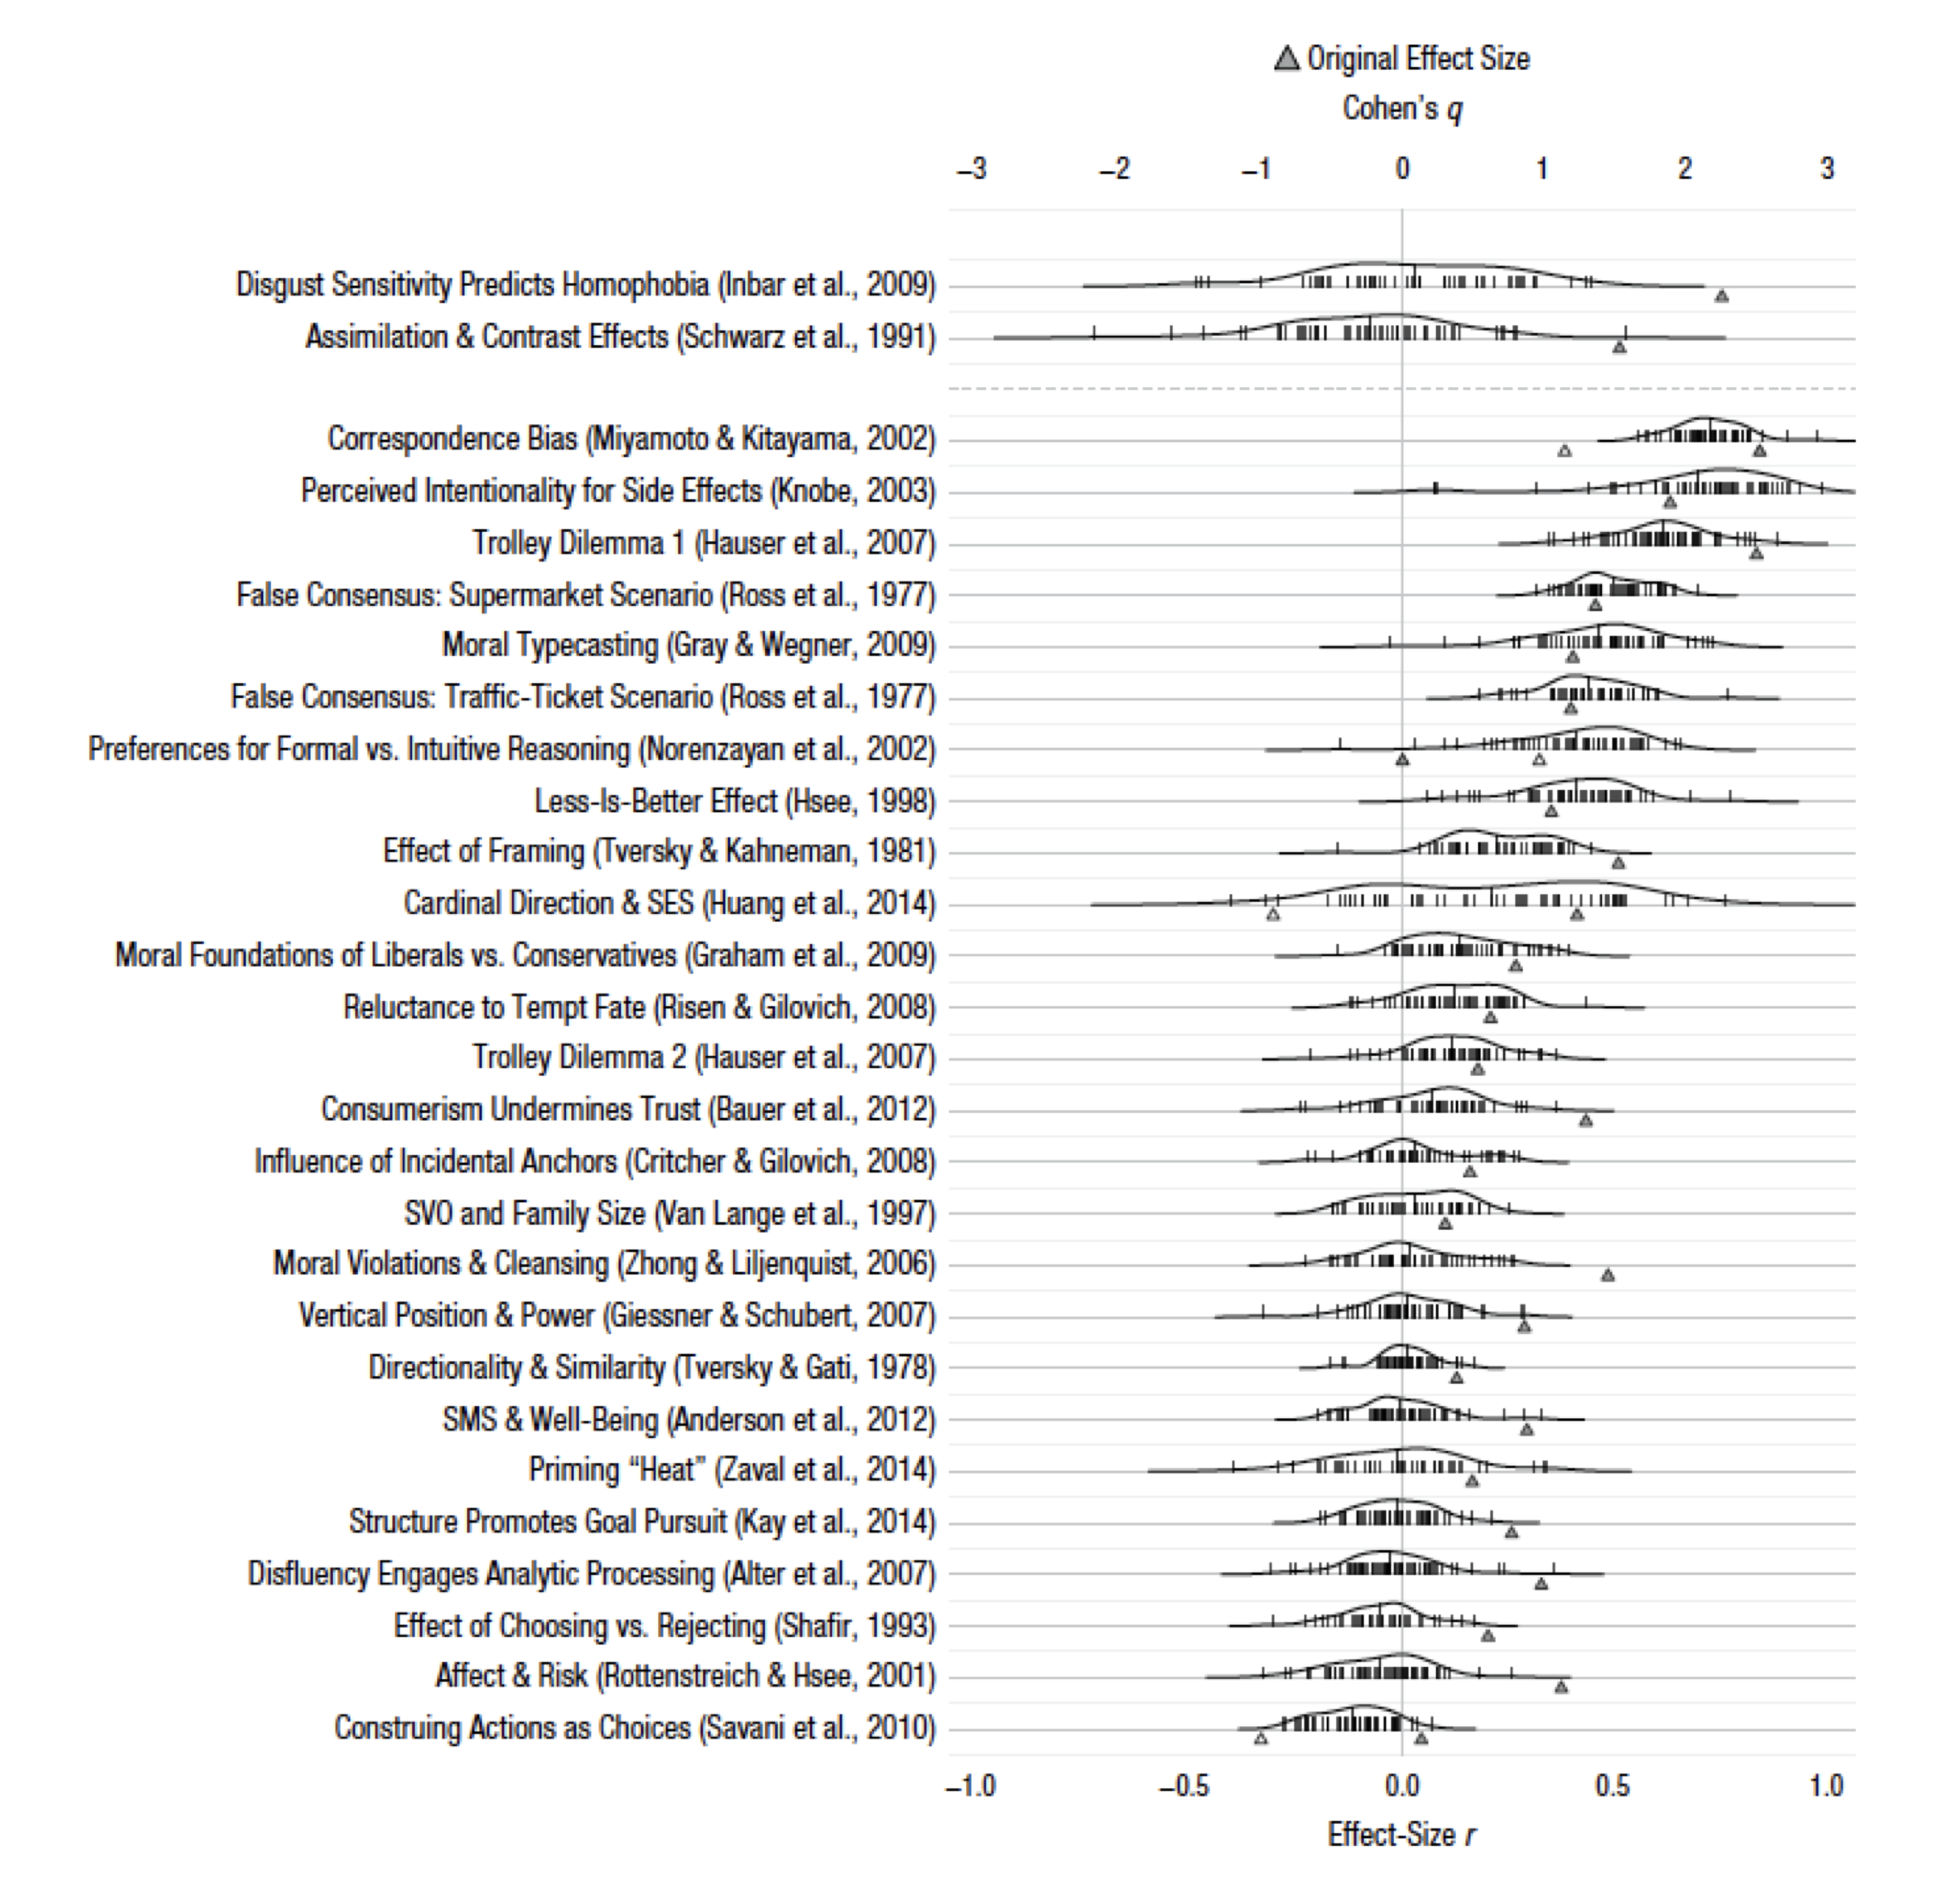 Original Effect Size
Cohen's q
−3 −2 −1 0 1 2 3
Disgust Sensitivity Predicts Homophobia (Inbar et al., 2009)
Assimilation & Contrast Effects (Schwarz et al., 1991)
Correspondence Bias (Miyamoto & Kitayama, 2002)
Perceived Intentionality for Side Effects (Knobe, 2003)
Trolley Dilemma 1 (Hauser et al., 2007)
False Consensus: Supermarket Scenario (Ross et al., 1977)
Moral Typecasting (Gray & Wegner, 2009)
False Consensus: Traffic-Ticket Scenario (Ross et al., 1977)
Preferences for Formal vs. Intuitive Reasoning (Norenzayan et al., 2002)
Less-Is-Better Effect (Hsee, 1998)
Effect of Framing (Tversky & Kahneman, 1981)
Cardinal Direction & SES (Huang et al., 2014)
Moral Foundations of Liberals vs. Conservatives (Graham et al., 2009)
Reluctance to Tempt Fate (Risen & Gilovich, 2008)
Trolley Dilemma 2 (Hauser et al., 2007)
Consumerism Undermines Trust (Bauer et al., 2012)
Influence of Incidental Anchors (Critcher & Gilovich, 2008)
SVO and Family Size (Van Lange et al., 1997)
Moral Violations & Cleansing (Zhong & Liljenquist, 2006)
Vertical Position & Power (Giessner & Schubert, 2007)
Directionality & Similarity (Tversky & Gati, 1978)
SMS & Well-Being (Anderson et al., 2012)
Priming “Heat” (Zaval et al., 2014)
Structure Promotes Goal Pursuit (Kay et al., 2014)
Disfluency Engages Analytic Processing (Alter et al., 2007)
Effect of Choosing vs. Rejecting (Shafir, 1993)
Affect & Risk (Rottenstreich & Hsee, 2001)
Construing Actions as Choices (Savani et al., 2010)
−1.0 −0.5 0.0 0.5 1.0
Effect-Size r